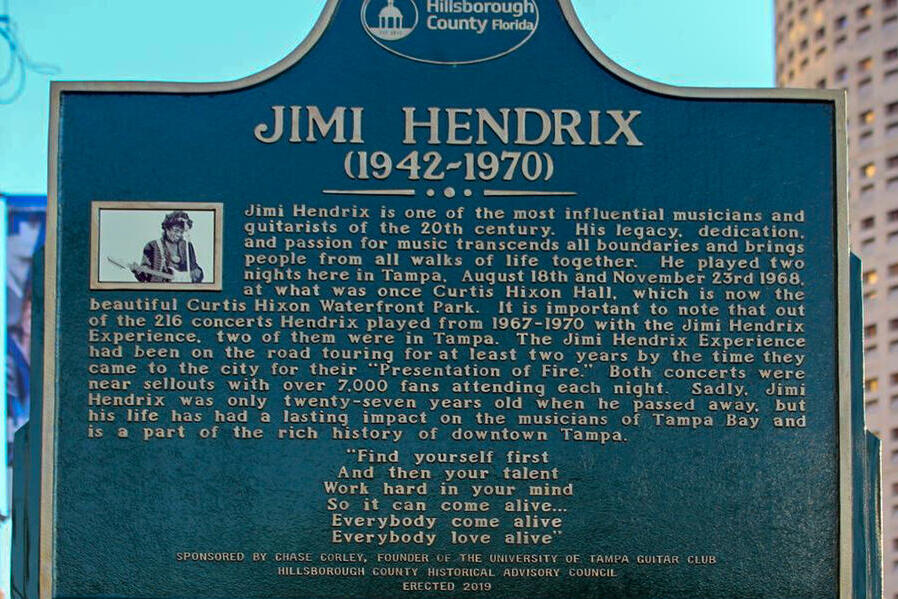 Hillsborough
County Florida
JIMI HENDRIX
(1942~1970)
Jimi Hendrix is one of the most influential musicians and
guitarists of the 20th century. His legacy, dedication,
and passion for music transcends all boundaries and brings
people from all walks of life together. He played two
nights here in Tampa, August 18th and November 23rd 1968,
at what was once Curtis Hixon Hall, which is now the
beautiful Curtis Hixon Waterfront Park. It is important to note that out
of the 216 concerts Hendrix played from 1967-1970 with the Jimi Hendrix
Experience, two of them were in Tampa. The Jimi Hendrix Experience
had been on the road touring for at least two years by the time they
came to the city for their "Presentation of Fire." Both concerts were
near sellouts with over 7,000 fans attending each night. Sadly, Jimi
Hendrix was only twenty-seven years old when he passed away, but
his life has had a lasting impact on the musicians of Tampa Bay and
is a part of the rich history of downtown Tampa.
"Find yourself first
And then your talent
Work hard in your mind
So it can come alive...
Everybody come alive
Everybody love alive"
SPONSORED BY CHASE CORLEY, FOUNDER OF THE UNIVERSITY OF TAMPA GUITAR CLUB
HILLSBOROUGH COUNTY HISTORICAL ADVISORY COUNCIL
ERECTED 2019